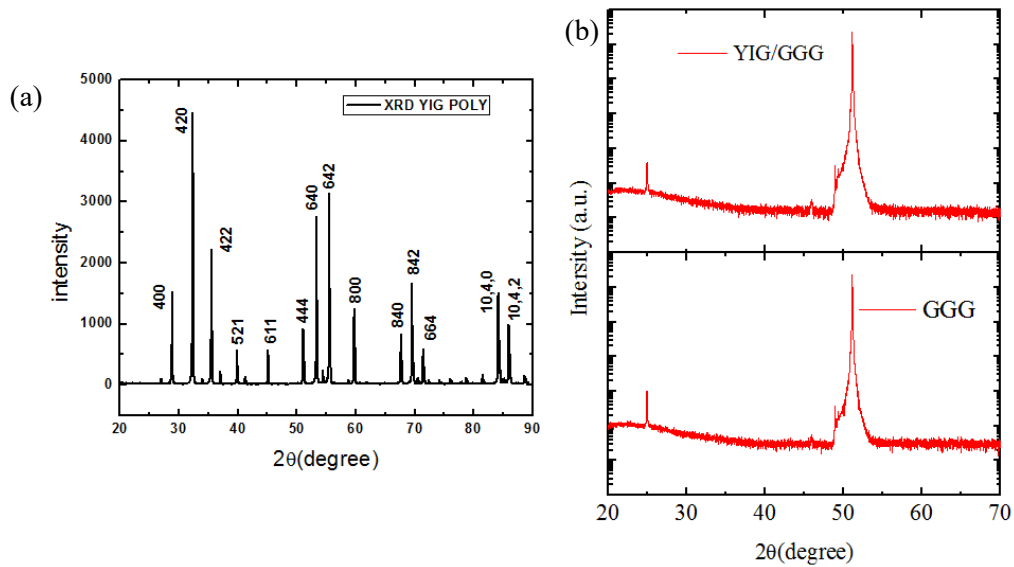 (a)
5000
4000
3000
2000
1000
0
intensity
XRD YIG POLY
400
420
422
521
611
444
640
642
800
840
842
664
10,4,0
10,4,2
20 30 40 50 60 70 80 90
2θ(degree)
(b)
YIG/GGG
GGG
Intersity (a.u.)
20 30 40 50 60 70
2θ(degree)